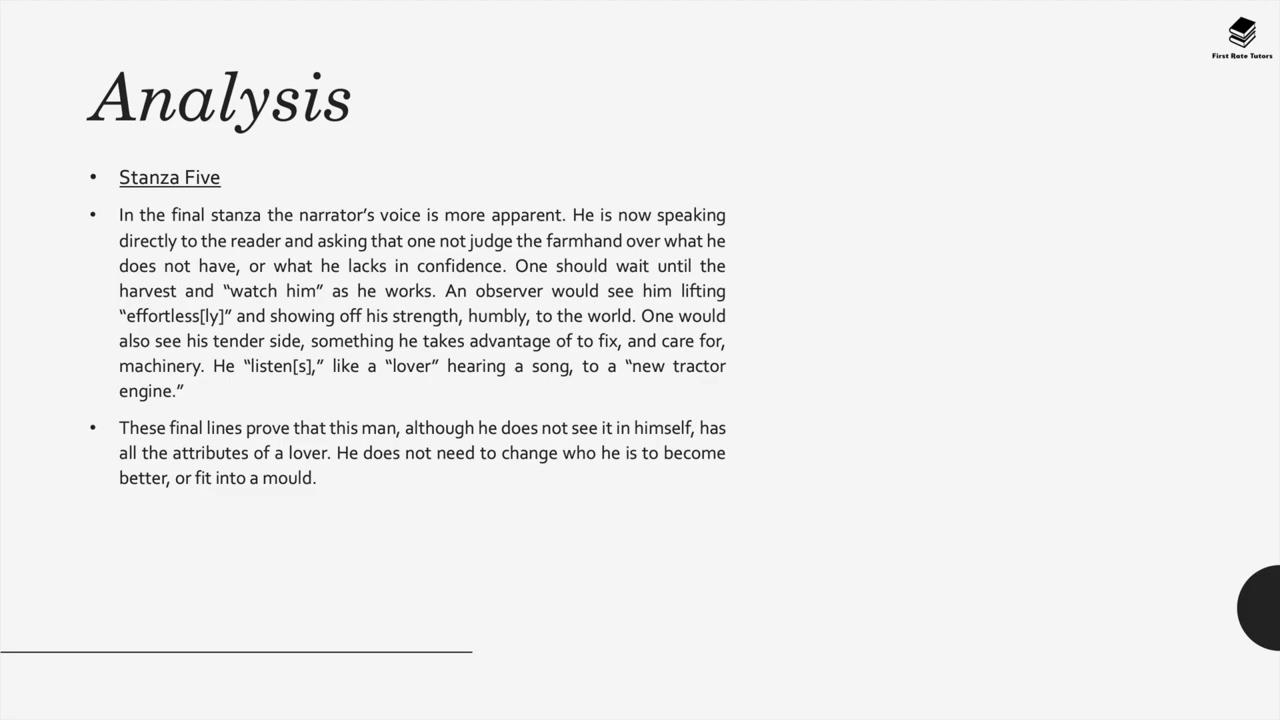 First Rate Tutors
Analysis
• Stanza Five
• In the final stanza the narrator’s voice is more apparent. He is now speaking
directly to the reader and asking that one not judge the farmhand over what he
does not have, or what he lacks in confidence. One should wait until the
harvest and “watch him” as he works. An observer would see him lifting
“effortless[ly]” and showing off his strength, humbly, to the world. One would
also see his tender side, something he takes advantage of to fix, and care for,
machinery. He “listen[s],” like a “lover” hearing a song, to a “new tractor
engine.”
• These final lines prove that this man, although he does not see it in himself, has
all the attributes of a lover. He does not need to change who he is to become
better, or fit into a mould.